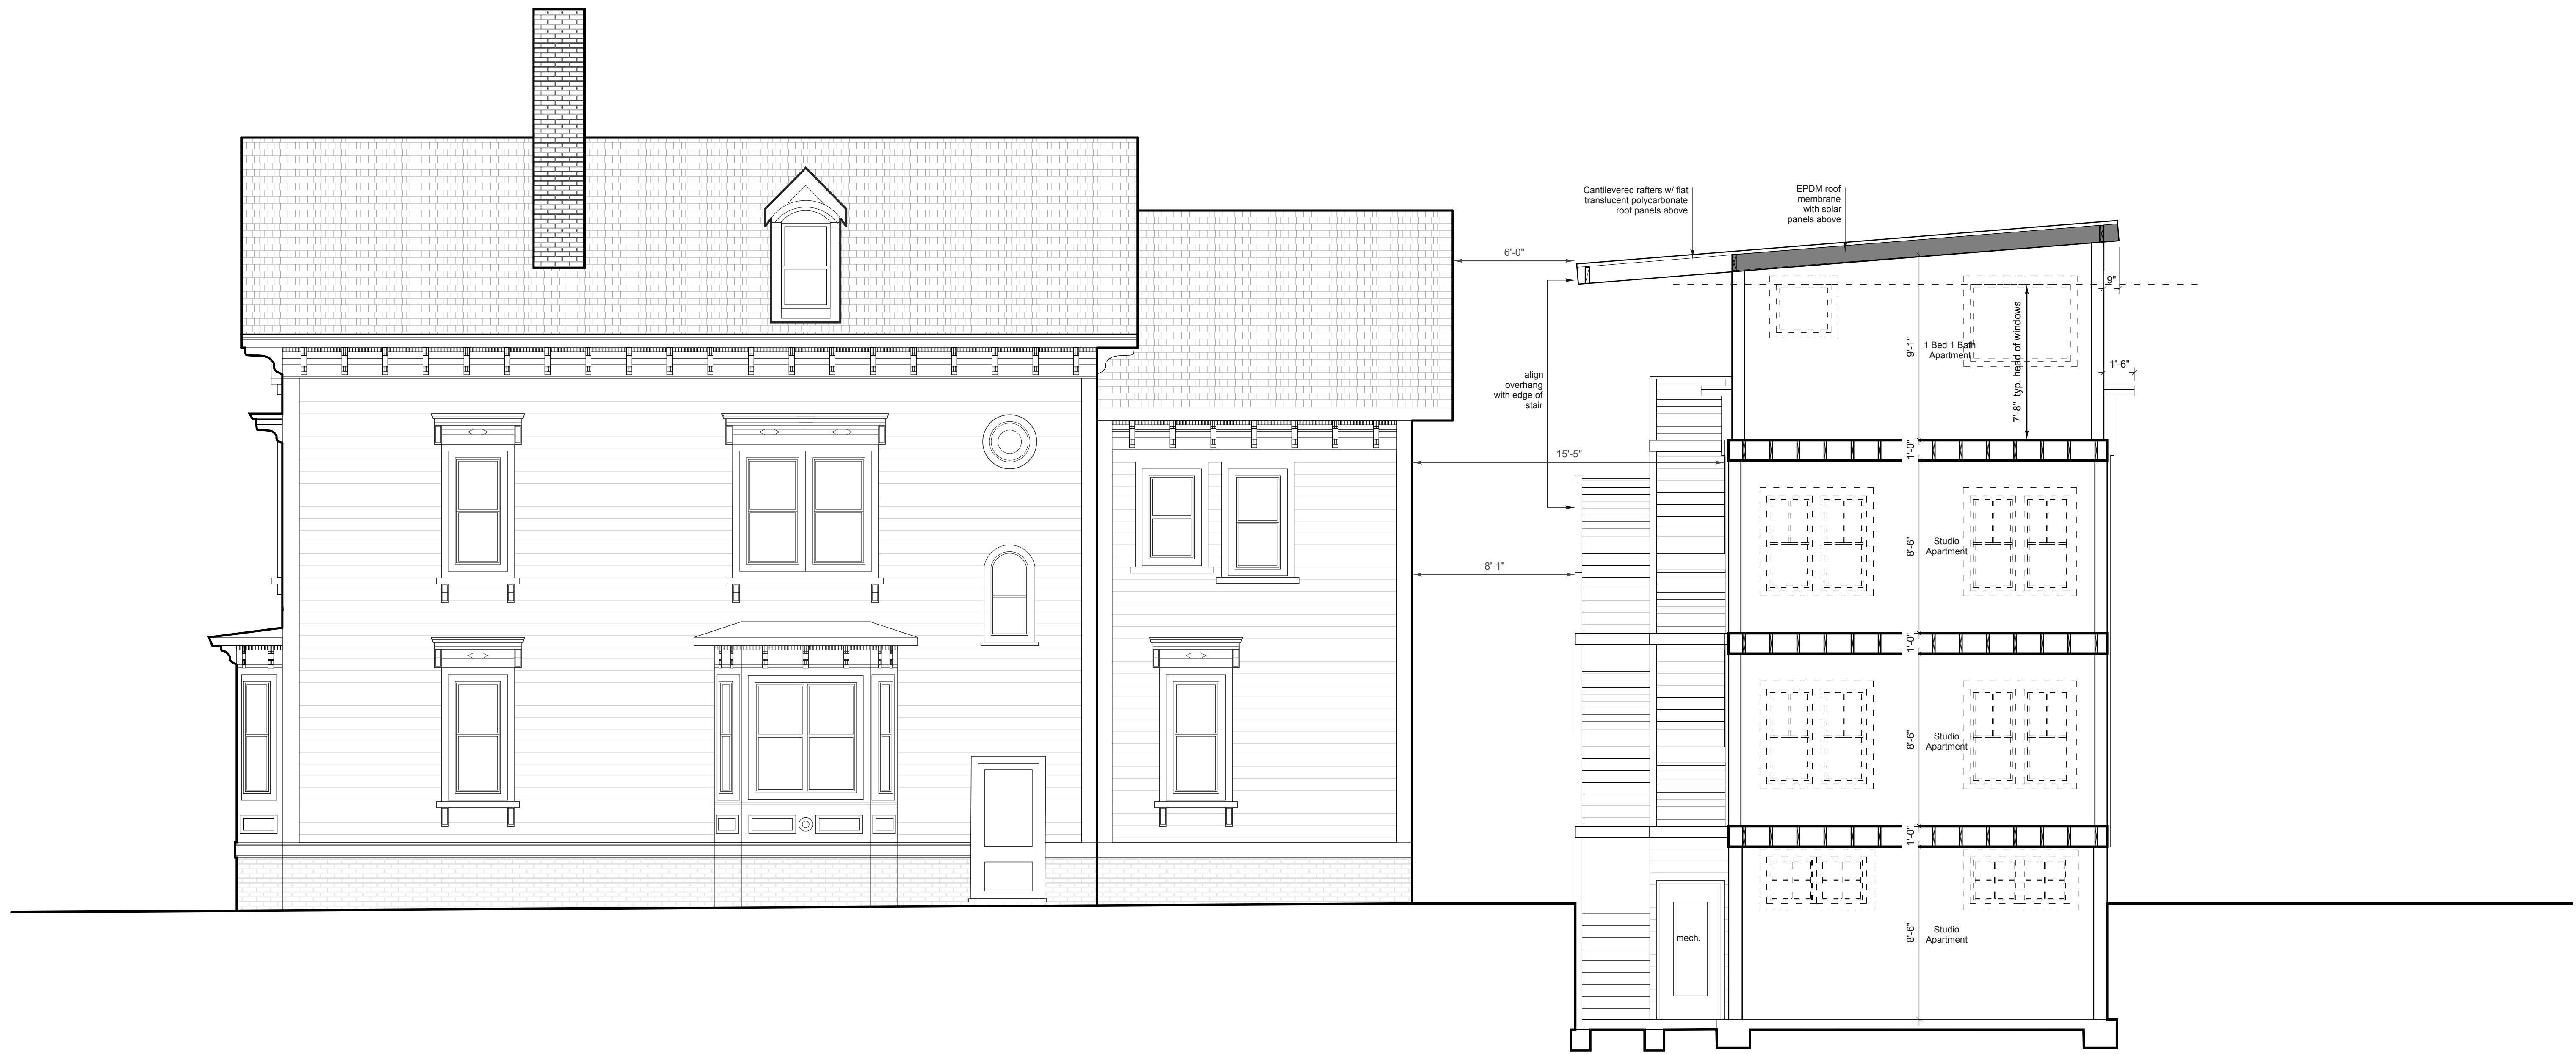 Cantilevered rafters w/ flat
translucent polycarbonate
roof panels above
EPDM roof
membrane
with solar
panels above
6'-0"
9"
align
overhang
with edge of
stair
9'-1"
1 Bed 1 Bath
Apartment
7'-8" typ. head of windows
1'-6"
15'-5"
1'-0"
8'-1"
8'-6"
Studio
Apartment
1'-0"
8'-6"
Studio
Apartment
1'-0"
8'-6"
Studio
Apartment
mech.